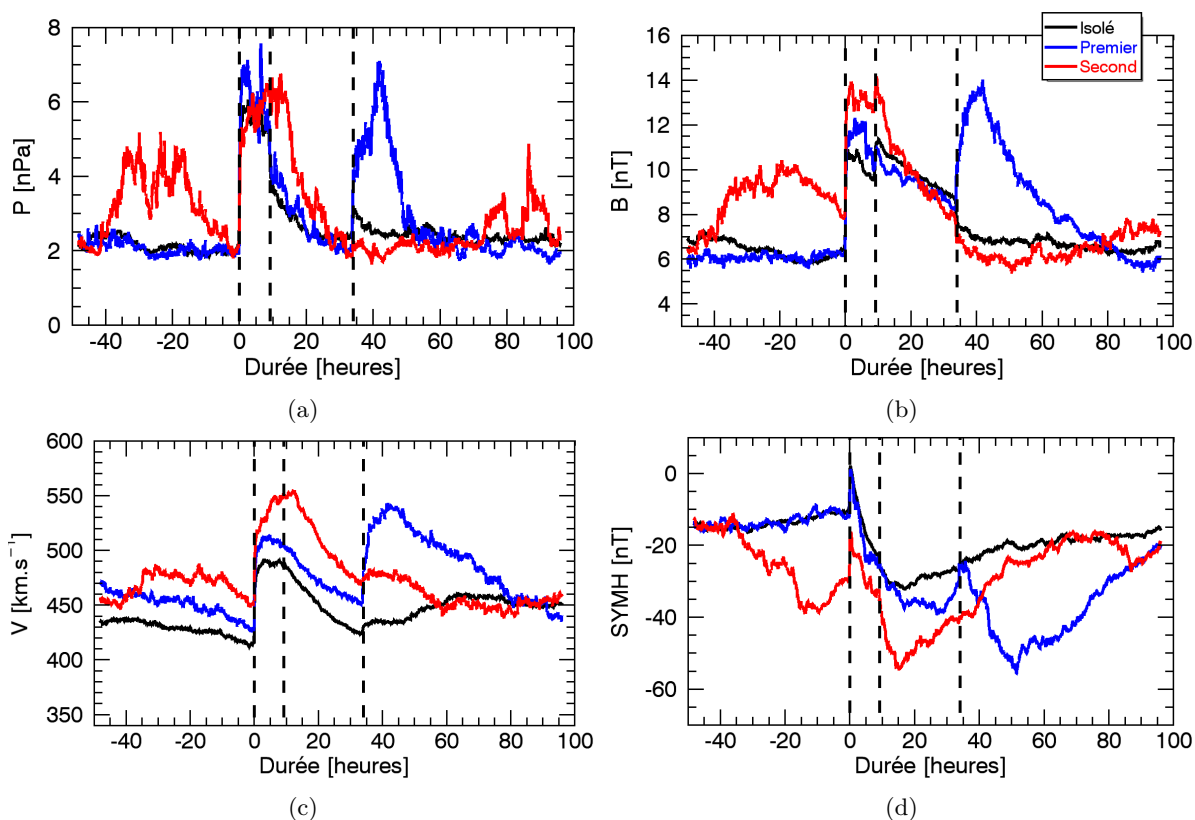 Isolé
Premier
Second
P [nPa]
8
6
4
2
0
-40 -20 0 20 40 60 80 100
Durée [heures]
(a)
B [nT]
16
14
12
10
8
6
4
-40 -20 0 20 40 60 80 100
Durée [heures]
(b)
V [km.s⁻¹]
600
550
500
450
400
350
-40 -20 0 20 40 60 80 100
Durée [heures]
(c)
SYMH [nT]
0
-20
-40
-60
-40 -20 0 20 40 60 80 100
Durée [heures]
(d)